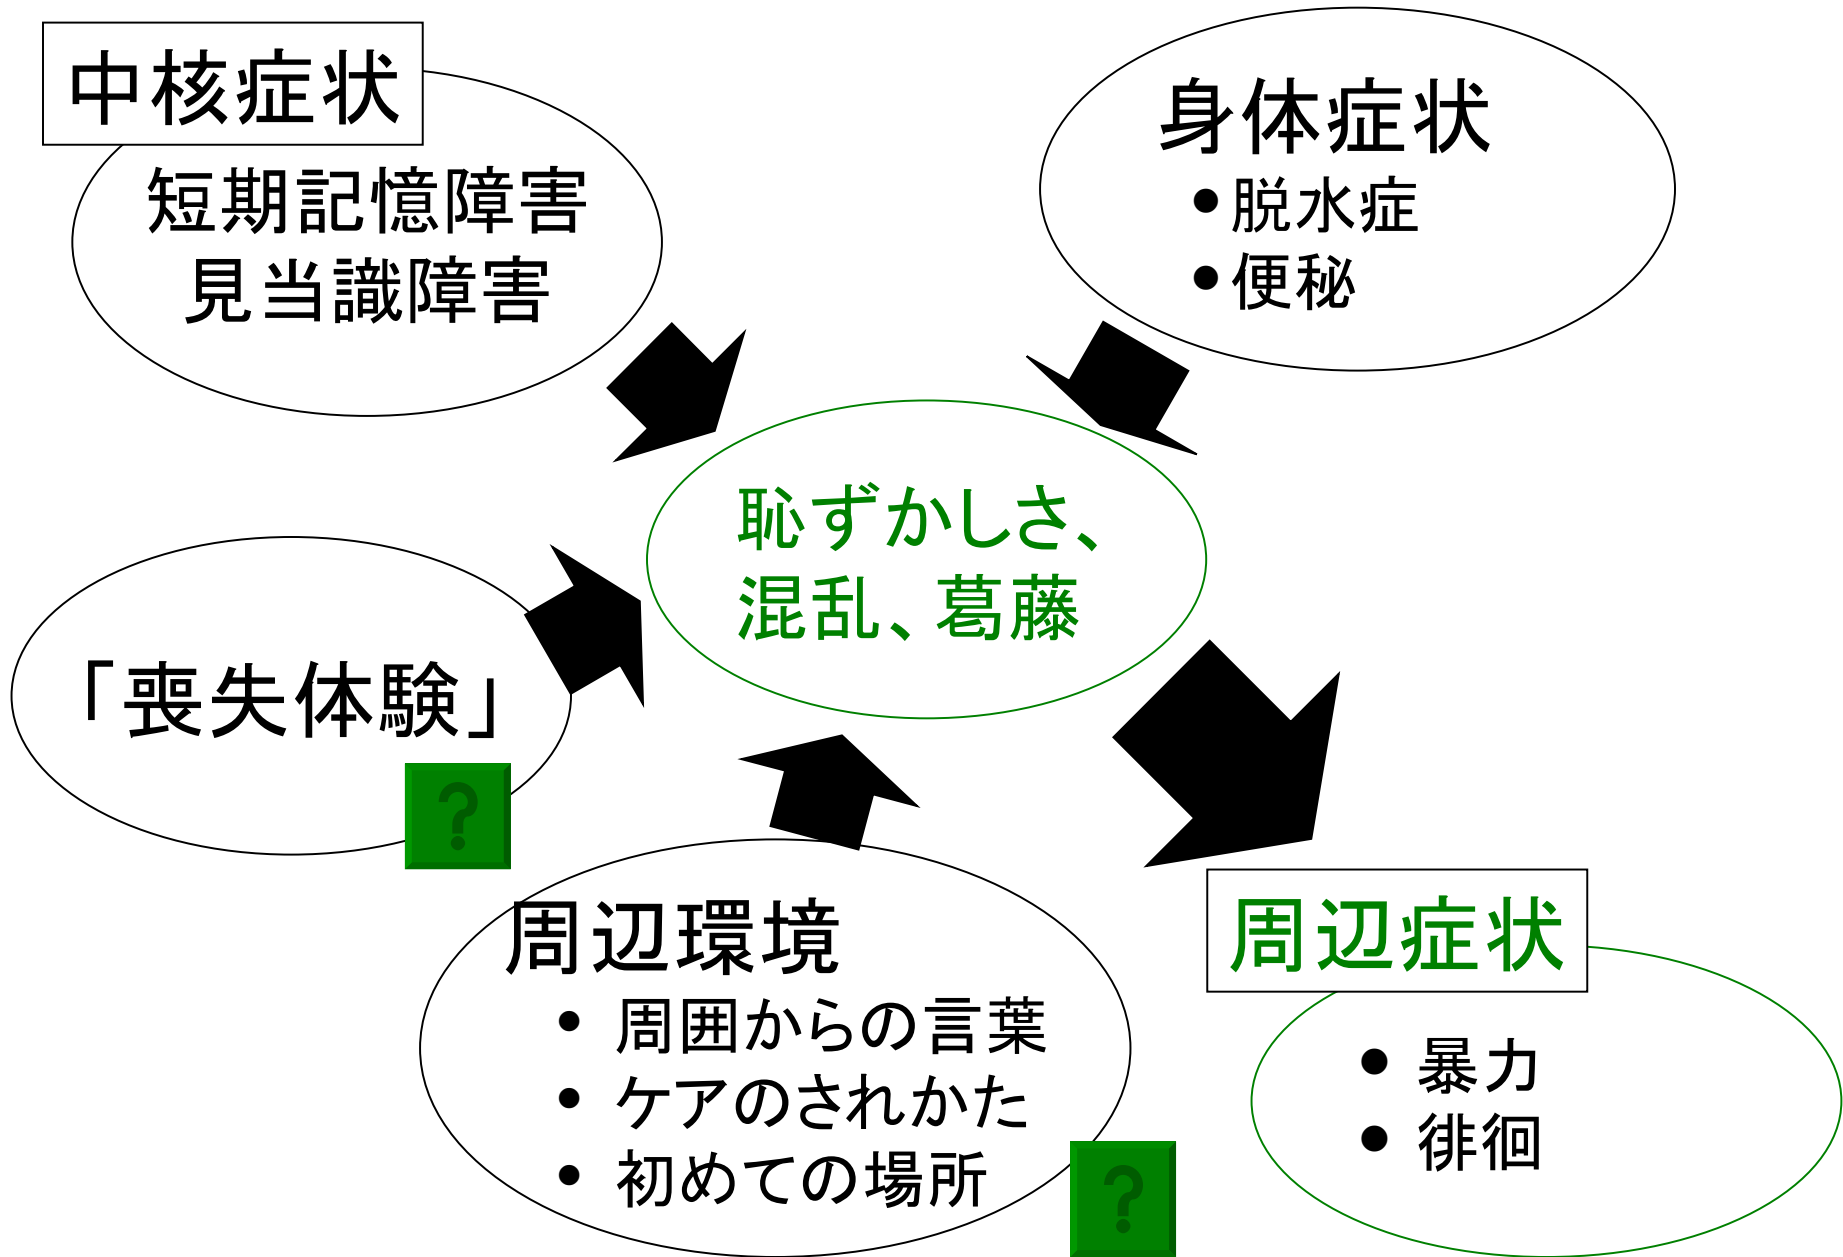 中核症状
短期記憶障害
見当識障害
身体症状
•脱水症
•便秘
恥ずかしさ、
混乱、葛藤
「喪失体験」
?
周辺環境
• 周囲からの言葉
• ケアのされかた
• 初めての場所
?
周辺症状
• 暴力
• 徘徊